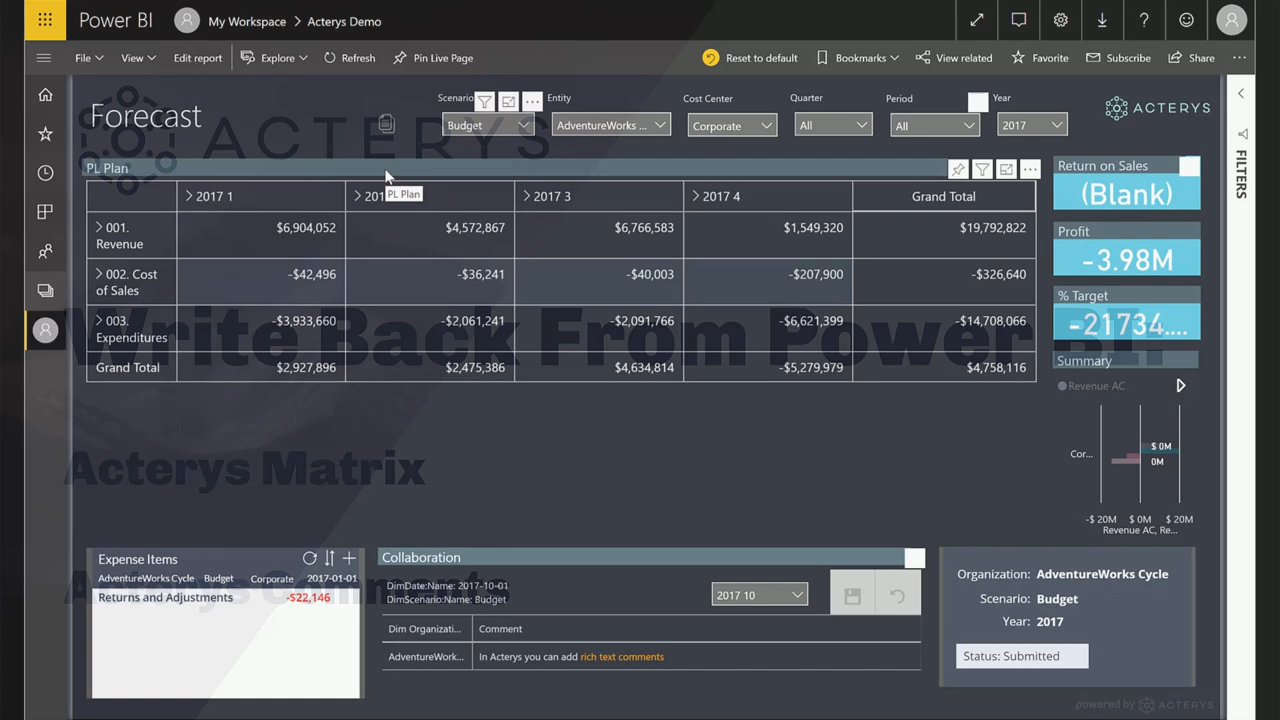 Power BI
My Workspace > Acterys Demo
File View Edit report Explore Refresh Pin Live Page Reset to default Bookmarks View related Favorite Subscribe Share ...
Forecast
Scenario Entity Cost Center Quarter Period Year
Budget AdventureWorks ... Corporate All All 2017
ACTERYS
ACTERYS
PL Plan
PL Plan
2017 1 2017 3 2017 4 Grand Total
001. Revenue $6,904,052 $4,572,867 $6,766,583 $1,549,320 $19,792,822
002. Cost of Sales -$42,496 -$36,241 -$40,003 -$207,900 -$326,640
003. Expenditures -$3,933,660 -$2,061,241 -$2,091,766 -$6,621,399 -$14,708,066
Grand Total $2,927,896 $2,475,386 $4,634,814 -$5,279,979 $4,758,116
Return on Sales
(Blank)
Profit
-3.98M
% Target
-21734....
Summary
Revenue AC
Cor...
$ 0M
0M
-$ 20M $ 0M $ 20M
Revenue AC, Re...
FILTERS
Write Back From Power BI:
Acterys Matrix
Acterys Comments
Expense Items
AdventureWorks Cycle Budget Corporate 2017-01-01
Returns and Adjustments -$22,146
Collaboration
DimDate:Name: 2017-10-01
DimScenario:Name: Budget
2017 10
Dim Organizati... Comment
AdventureWork... In Acterys you can add rich text comments
Organization: AdventureWorks Cycle
Scenario: Budget
Year: 2017
Status: Submitted
powered by ACTERYS